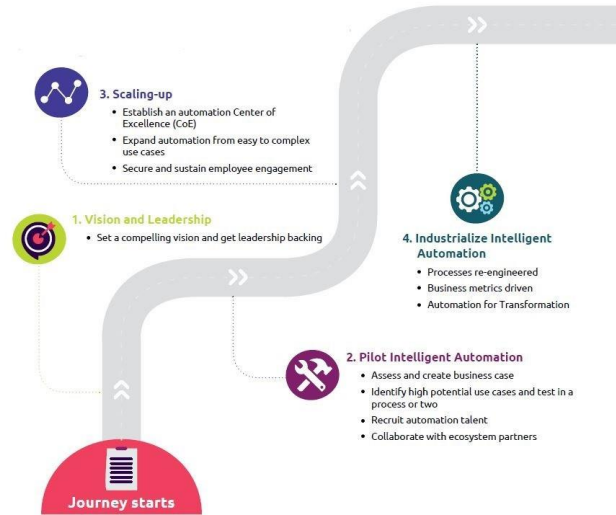 3. Scaling-up
• Establish an automation Center of
Excellence (CoE)
• Expand automation from easy to complex
use cases
• Secure and sustain employee engagement
1. Vision and Leadership
• Set a compelling vision and get leadership backing
4. Industrialize Intelligent
Automation
• Processes re-engineered
• Business metrics driven
• Automation for Transformation
2. Pilot Intelligent Automation
• Assess and create business case
• Identify high potential use cases and test in a
process or two
• Recruit automation talent
• Collaborate with ecosystem partners
Journey starts